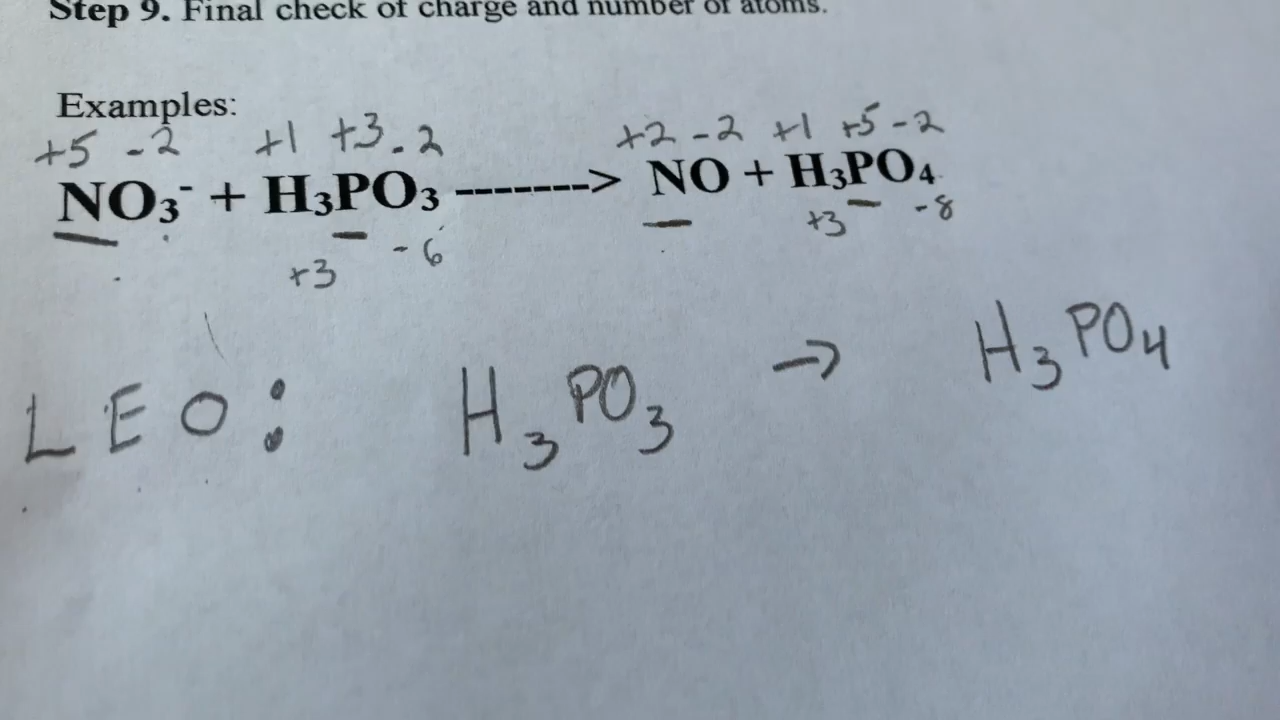 Step 9. Final check of charge and number of atoms.
Examples:
+5 -2 +1 +3 -2 +2 -2 +1 +5 -2
NO₃⁻ + H₃PO₃ -------> NO + H₃PO₄
+3 -6 +3 -8
LEO: H₃PO₃ → H₃PO₄